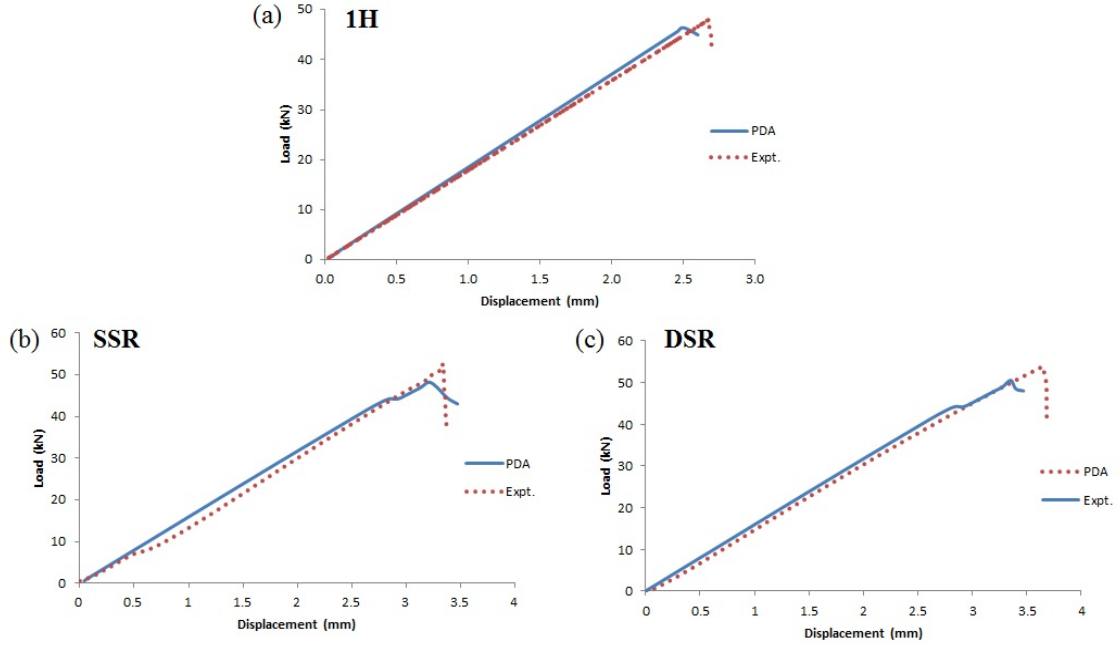 (a) 1H
50
40
30
20
10
0
Load (kN)
0.0 0.5 1.0 1.5 2.0 2.5 3.0
Displacement (mm)
PDA
Expt.
(b) SSR
60
50
40
30
20
10
0
Load (kN)
0 0.5 1 1.5 2 2.5 3 3.5 4
Displacement (mm)
PDA
Expt.
(c) DSR
60
50
40
30
20
10
0
Load (kN)
0 0.5 1 1.5 2 2.5 3 3.5 4
Displacement (mm)
PDA
Expt.